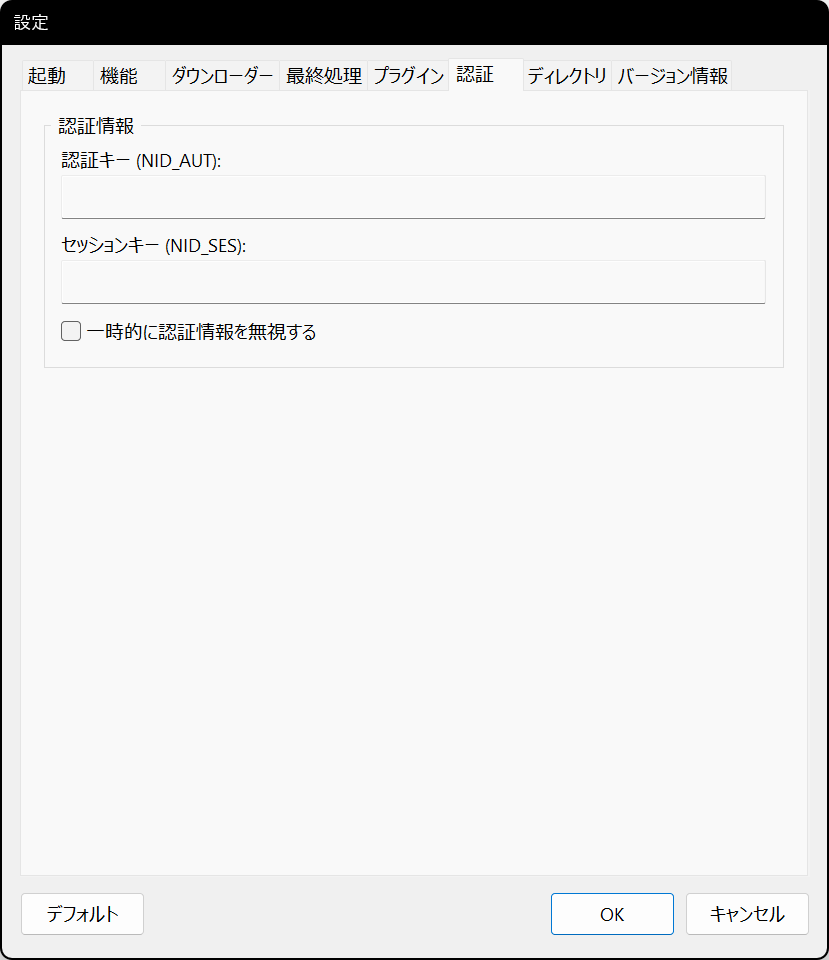 設定
起動 機能 ダウンローダー 最終処理 プラグイン 認証 ディレクトリ バージョン情報
認証情報
認証キー (NID_AUT):
セッションキー (NID_SES):
一時的に認証情報を無視する
デフォルト OK キャンセル